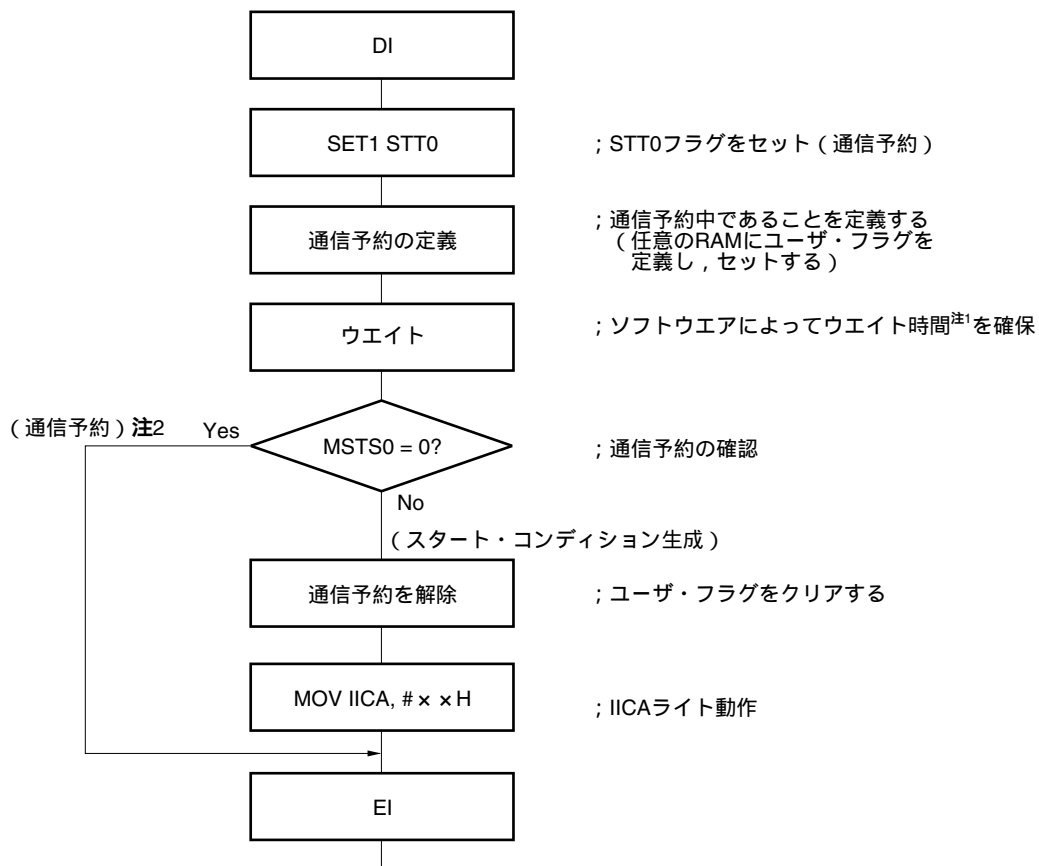 DI
SET1 STT0
；STT0フラグをセット（通信予約）
通信予約の定義
；通信予約中であることを定義する
（任意のRAMにユーザ・フラグを
定義し，セットする）
ウエイト
；ソフトウエアによってウエイト時間注1を確保
（通信予約）注2
Yes
MSTS0 = 0?
；通信予約の確認
No
（スタート・コンディション生成）
通信予約を解除
；ユーザ・フラグをクリアする
MOV IICA, #××H
；IICAライト動作
EI